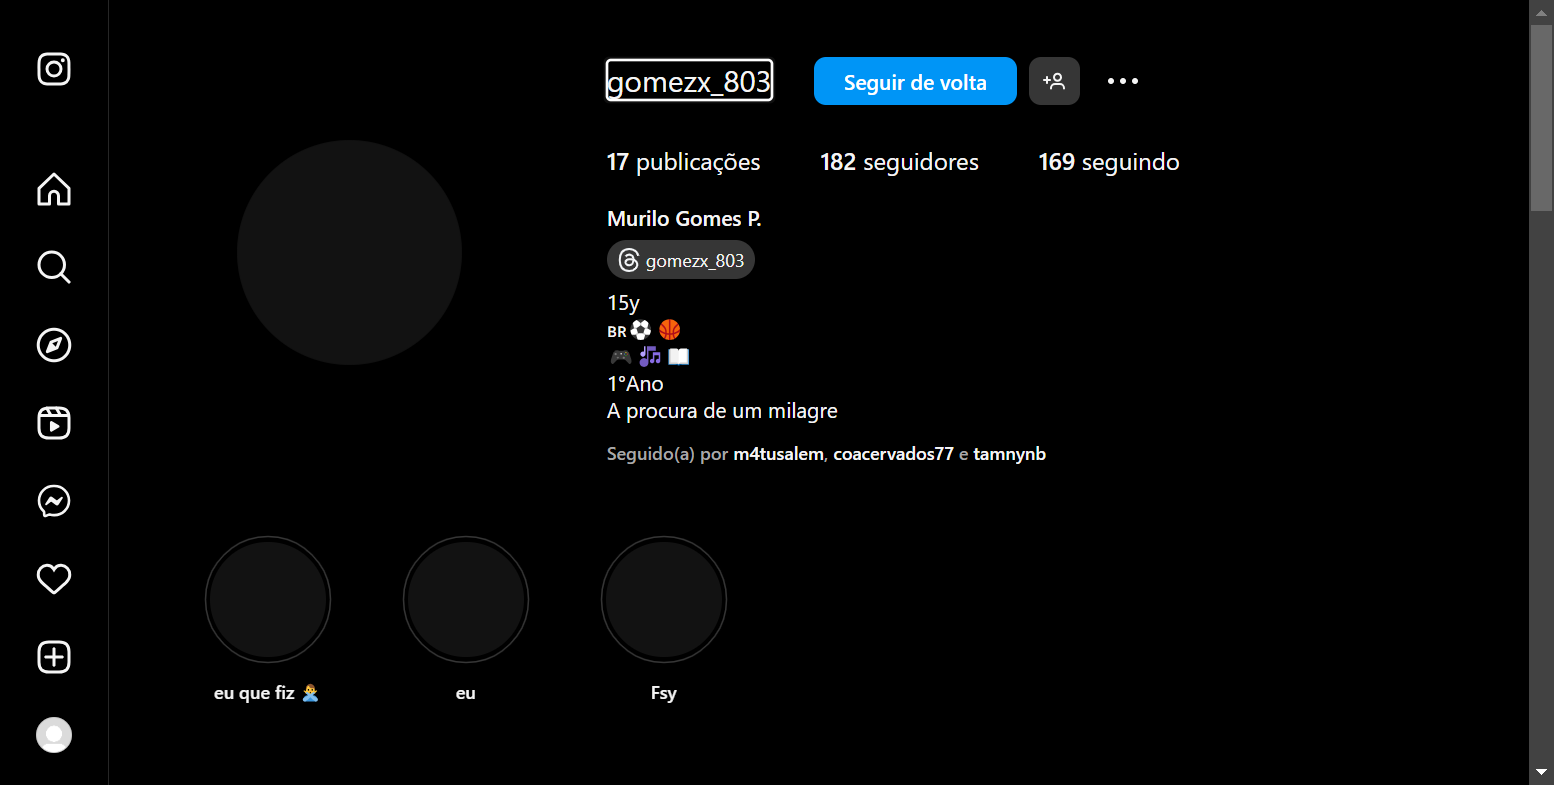 gomezx_803
Seguir de volta
17 publicações 182 seguidores 169 seguindo
Murilo Gomes P.
gomezx_803
15y
BR⚽ 🏀
🎮 🎶 📖
1°Ano
A procura de um milagre
Seguido(a) por m4tusalem, coacervados77 e tamnynb
eu que fiz 🤷‍♂️
eu
Fsy